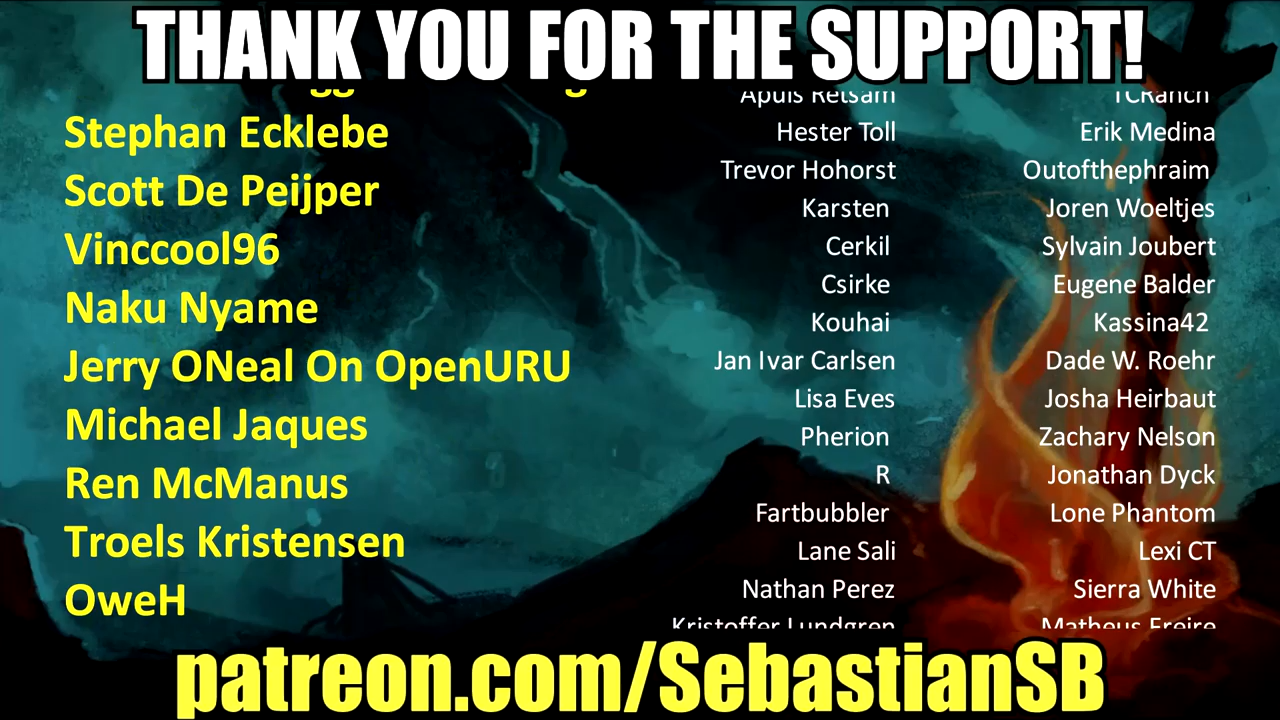 THANK YOU FOR THE SUPPORT!
Stephan Ecklebe
Scott De Peijper
Vinccool96
Naku Nyame
Jerry ONeal On OpenURU
Michael Jaques
Ren McManus
Troels Kristensen
OweH
Apuis Retsam
Hester Toll
Trevor Hohorst
Karsten
Cerkil
Csirke
Kouhai
Jan Ivar Carlsen
Lisa Eves
Pherion
R
Fartbubbler
Lane Sali
Nathan Perez
Kristoffer Lundgren
TCRanch
Erik Medina
Outofthephraim
Joren Woeltjes
Sylvain Joubert
Eugene Balder
Kassina42
Dade W. Roehr
Josha Heirbaut
Zachary Nelson
Jonathan Dyck
Lone Phantom
Lexi CT
Sierra White
Matheus Freire
patreon.com/SebastianSB